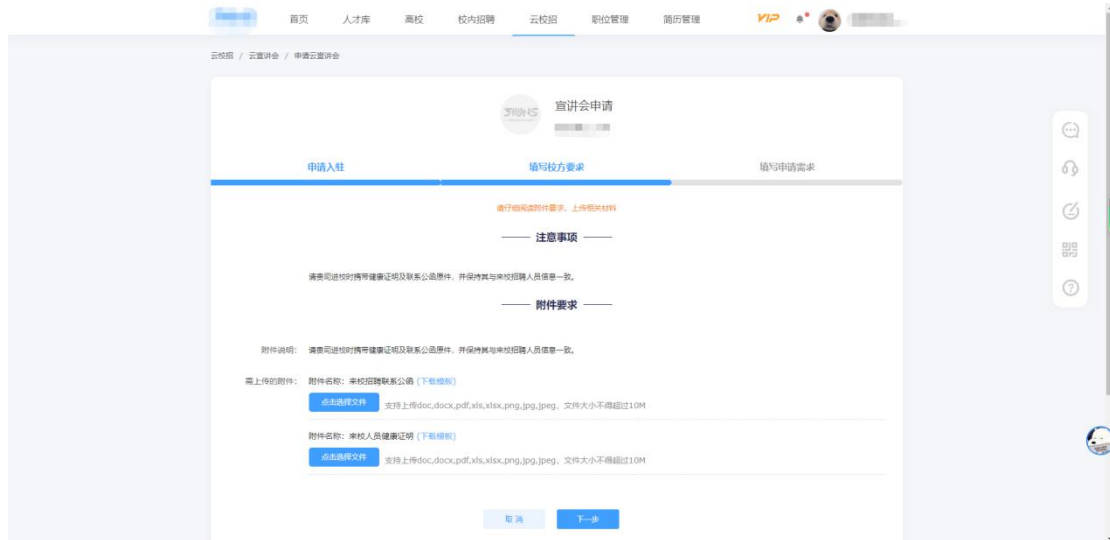 首页 人才库 高校 校内招聘 云校招 职位管理 简历管理 VIP
云校招 / 云宣讲会 / 申请云宣讲会
宣讲会申请
申请入驻 填写校方要求 填写申请需求
请仔细阅读附件要求，上传相关材料
注意事项
请贵司进校时携带健康证明及联系公函原件，并保持其与来校招聘人员信息一致。
附件要求
附件说明： 请贵司进校时携带健康证明及联系公函原件，并保持其与来校招聘人员信息一致。
需上传的附件： 附件名称：来校招聘联系公函 (下载模板)
点击选择文件 支持上传doc,docx,pdf,xls,xlsx,png,jpg,jpeg，文件大小不得超过10M
附件名称：来校人员健康证明 (下载模板)
点击选择文件 支持上传doc,docx,pdf,xls,xlsx,png,jpg,jpeg，文件大小不得超过10M
取消 下一步